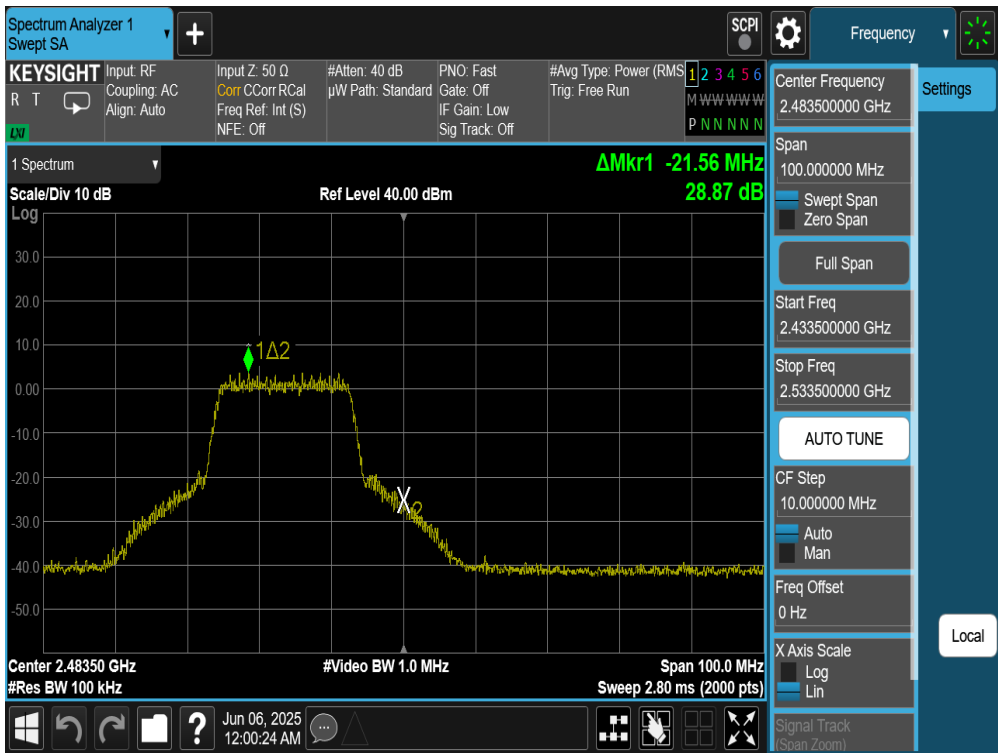 Spectrum Analyzer 1
Swept SA
+
SCPI
Frequency
KEYSIGHT
R T
LXI
Input: RF
Coupling: AC
Align: Auto
Input Z: 50 Ω
Corr CCorr RCal
Freq Ref: Int (S)
NFE: Off
#Atten: 40 dB
µW Path: Standard
PNO: Fast
Gate: Off
IF Gain: Low
Sig Track: Off
#Avg Type: Power (RMS
Trig: Free Run
1 2 3 4 5 6
M W W W W W
P N N N N N
1 Spectrum
Scale/Div 10 dB
Log
Ref Level 40.00 dBm
ΔMkr1 -21.56 MHz
28.87 dB
30.0
20.0
10.0
0.00
-10.0
-20.0
-30.0
-40.0
-50.0
1Δ2
X2
Center 2.48350 GHz
#Res BW 100 kHz
#Video BW 1.0 MHz
Span 100.0 MHz
Sweep 2.80 ms (2000 pts)
Center Frequency
2.483500000 GHz
Span
100.000000 MHz
Swept Span
Zero Span
Full Span
Start Freq
2.433500000 GHz
Stop Freq
2.533500000 GHz
AUTO TUNE
CF Step
10.000000 MHz
Auto
Man
Freq Offset
0 Hz
X Axis Scale
Log
Lin
Signal Track
(Span Zoom)
Settings
Local
?
Jun 06, 2025
12:00:24 AM